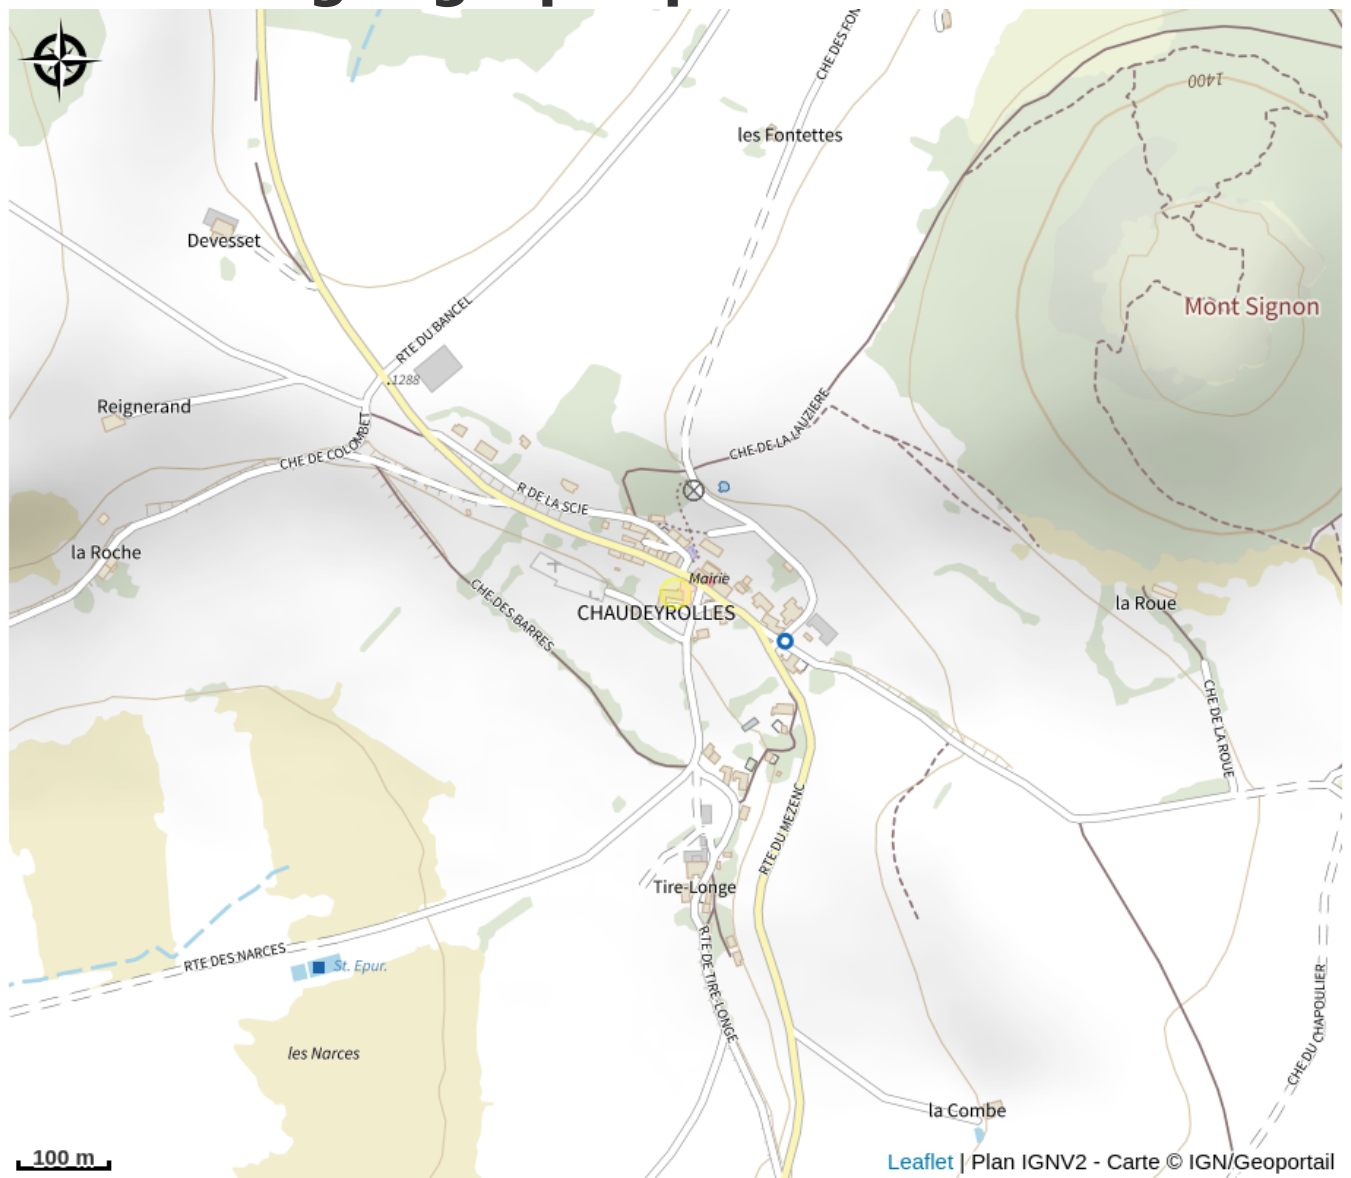 CHE DES FON
1400
les Fontettes
Devesset
Mont Signon
RTE DU BANCEL
.1288
Reignerand
CHE DE LA LAUZIERE
CHE DE COLOMBET
R DE LA SCIE
la Roche
Mairie
CHE DES BARRES
CHAUDEYROLLES
la Roue
CHE DE LA ROUE
RTE DU MEZENC
Tire-Longe
RTE DES NARCES
St. Epur.
RTE DE TIRE-LONGE
CHE DU CHAPOULIER
les Narces
la Combe
100 m
Leaflet | Plan IGNV2 - Carte © IGN/Geoportail